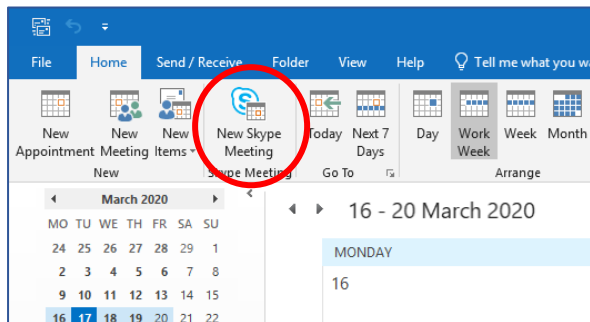 File Home Send / Receive Folder View Help Tell me what you
New Appointment New Meeting New Items New Skype Meeting Today Next 7 Days Day Work Week Week Month
New Skype Meeting Go To Arrange
March 2020
MO TU WE TH FR SA SU
24 25 26 27 28 29 1
2 3 4 5 6 7 8
9 10 11 12 13 14 15
16 17 18 19 20 21 22
16 - 20 March 2020
MONDAY
16